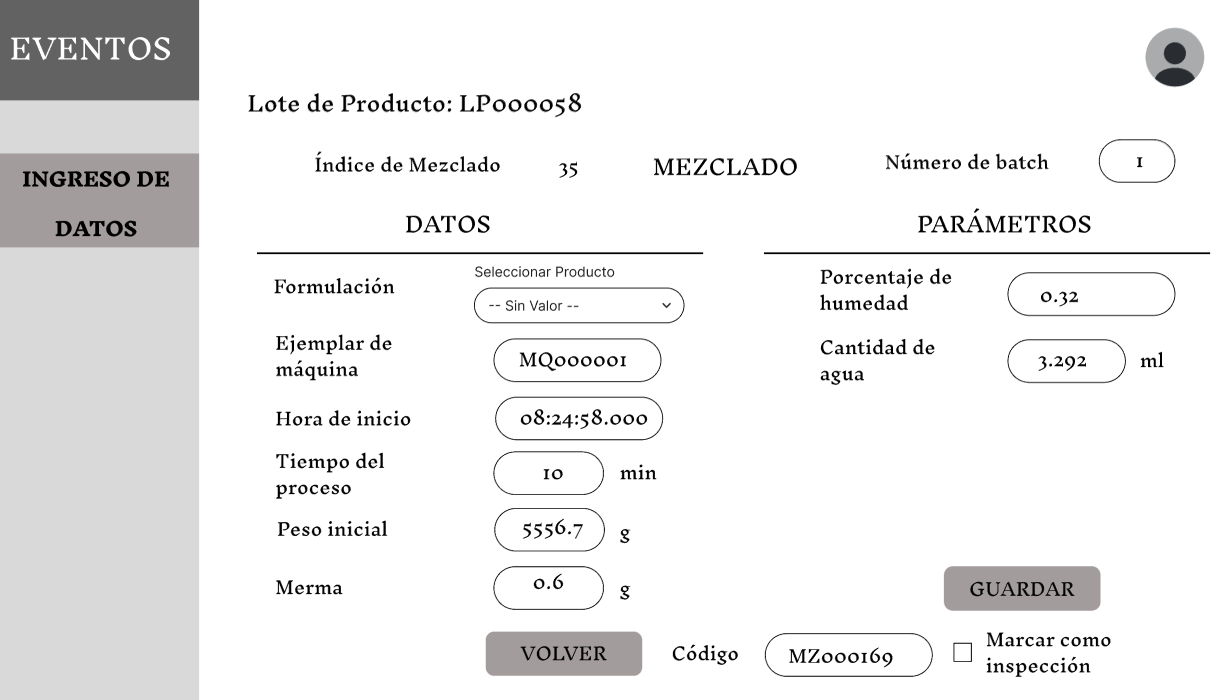 EVENTOS
INGRESO DE
DATOS
Lote de Producto: LP000058
Índice de Mezclado 35 MEZCLADO Número de batch 1
DATOS
Formulación
Seleccionar Producto
-- Sin Valor --
Ejemplar de
máquina
MQ000001
Hora de inicio 08:24:58.000
Tiempo del
proceso
10 min
Peso inicial 5556.7 g
Merma 0.6 g
PARÁMETROS
Porcentaje de
humedad
0.32
Cantidad de
agua
3.292 ml
GUARDAR
VOLVER Código MZ000169
Marcar como
inspección